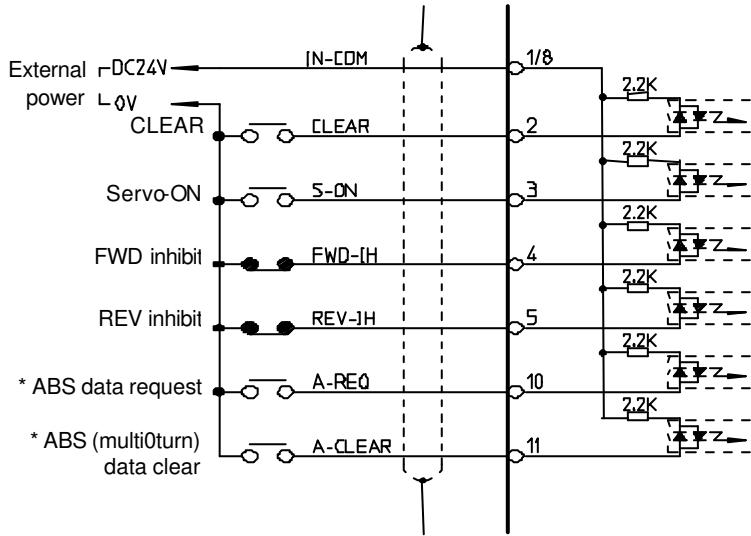 External DC24V IN-COM 1/8
power 0V
2.2K
CLEAR CLEAR 2
2.2K
Servo-ON S-ON 3
2.2K
FWD inhibit FWD-IH 4
2.2K
REV inhibit REV-IH 5
2.2K
* ABS data request A-REQ 10
2.2K
* ABS (multi0turn) A-CLEAR 11
data clear